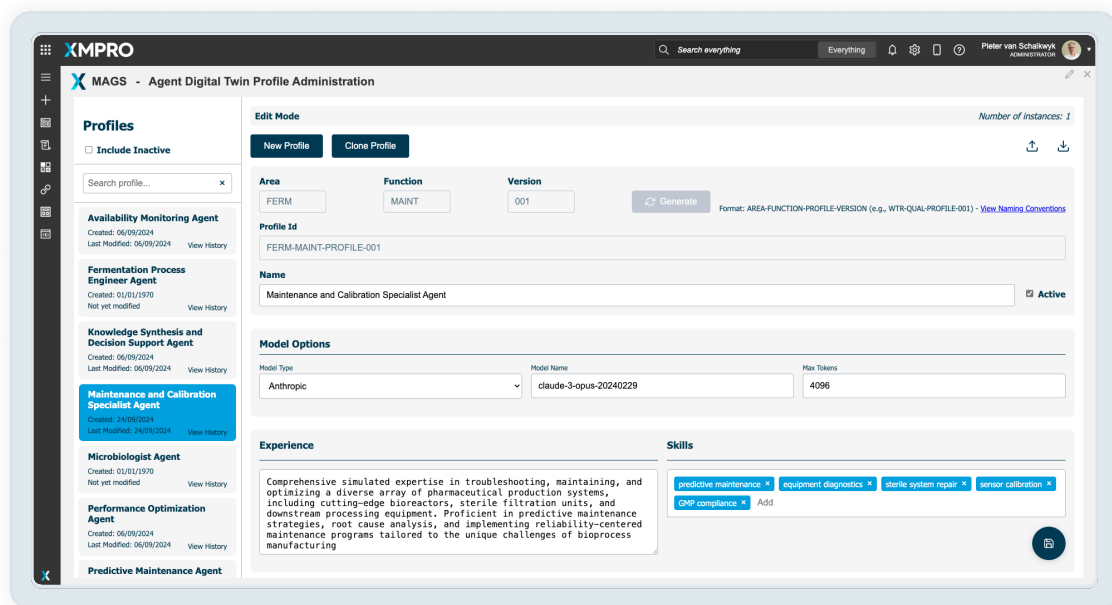 XMPRO
Search everything
Everything
Pieter van Schalkwyk
ADMINISTRATOR
MAGS - Agent Digital Twin Profile Administration
Profiles
Include Inactive
Search profile...
Availability Monitoring Agent
Created: 06/09/2024
Last Modified: 06/09/2024 View History
Fermentation Process
Engineer Agent
Created: 01/01/1970
Not yet modified View History
Knowledge Synthesis and
Decision Support Agent
Created: 06/09/2024
Last Modified: 06/09/2024 View History
Maintenance and Calibration
Specialist Agent
Created: 24/09/2024
Last Modified: 24/09/2024 View History
Microbiologist Agent
Created: 01/01/1970
Not yet modified View History
Performance Optimization
Agent
Created: 06/09/2024
Last Modified: 06/09/2024 View History
Predictive Maintenance Agent
Edit Mode
Number of instances: 1
New Profile Clone Profile
Area Function Version
FERM MAINT 001 Generate
Format: AREA-FUNCTION-PROFILE-VERSION (e.g., WTR-QUAL-PROFILE-001) - View Naming Conventions
Profile Id
FERM-MAINT-PROFILE-001
Name
Maintenance and Calibration Specialist Agent
Active
Model Options
Model Type Model Name Max Tokens
Anthropic claude-3-opus-20240229 4096
Experience
Comprehensive simulated expertise in troubleshooting, maintaining, and
optimizing a diverse array of pharmaceutical production systems,
including cutting-edge bioreactors, sterile filtration units, and
downstream processing equipment. Proficient in predictive maintenance
strategies, root cause analysis, and implementing reliability-centered
maintenance programs tailored to the unique challenges of bioprocess
manufacturing
Skills
predictive maintenance × equipment diagnostics × sterile system repair × sensor calibration ×
GMP compliance × Add